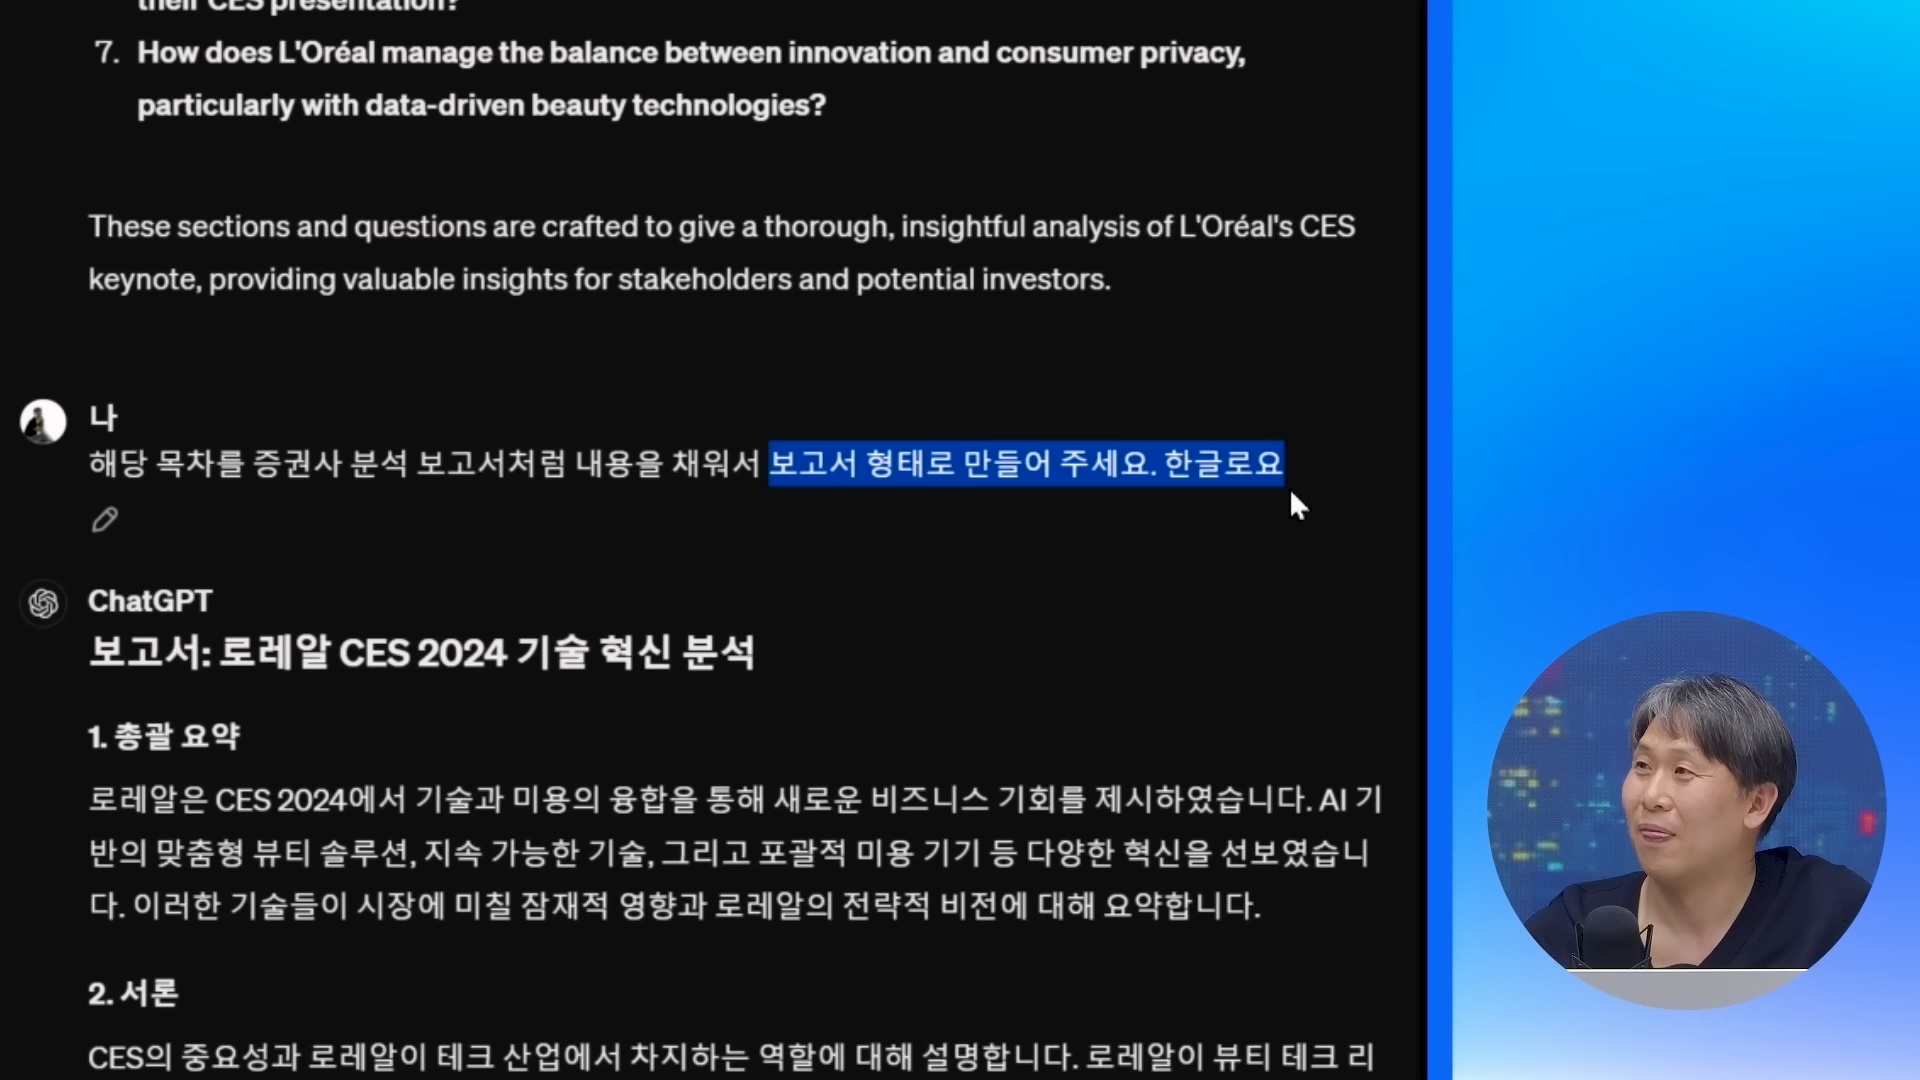 their CES presentation?
7. How does L'Oréal manage the balance between innovation and consumer privacy,
particularly with data-driven beauty technologies?
These sections and questions are crafted to give a thorough, insightful analysis of L'Oréal's CES
keynote, providing valuable insights for stakeholders and potential investors.
나
해당 목차를 증권사 분석 보고서처럼 내용을 채워서 보고서 형태로 만들어 주세요. 한글로요
ChatGPT
보고서: 로레알 CES 2024 기술 혁신 분석
1. 총괄 요약
로레알은 CES 2024에서 기술과 미용의 융합을 통해 새로운 비즈니스 기회를 제시하였습니다. AI 기
반의 맞춤형 뷰티 솔루션, 지속 가능한 기술, 그리고 포괄적 미용 기기 등 다양한 혁신을 선보였습니
다. 이러한 기술들이 시장에 미칠 잠재적 영향과 로레알의 전략적 비전에 대해 요약합니다.
2. 서론
CES의 중요성과 로레알이 테크 산업에서 차지하는 역할에 대해 설명합니다. 로레알이 뷰티 테크 리